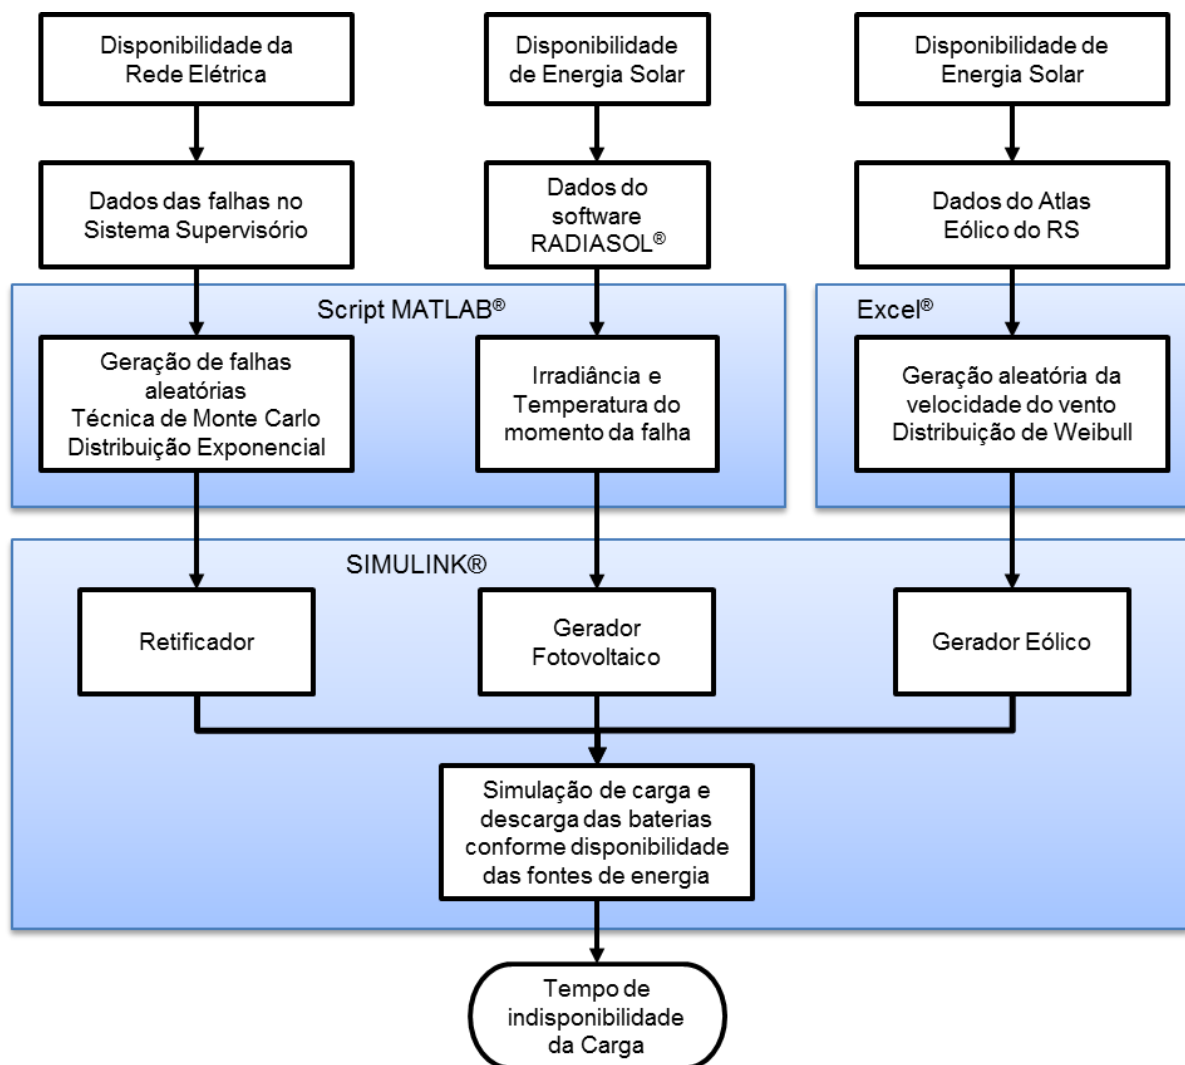 Disponibilidade da
Rede Elétrica
Disponibilidade
de Energia Solar
Disponibilidade de
Energia Solar
Dados das falhas no
Sistema Supervisório
Dados do
software
RADIASOL®
Dados do Atlas
Eólico do RS
Script MATLAB®
Excel®
Geração de falhas
aleatórias
Técnica de Monte Carlo
Distribuição Exponencial
Irradiância e
Temperatura do
momento da falha
Geração aleatória da
velocidade do vento
Distribuição de Weibull
SIMULINK®
Retificador
Gerador
Fotovoltaico
Gerador Eólico
Simulação de carga e
descarga das baterias
conforme disponibilidade
das fontes de energia
Tempo de
indisponibilidade
da Carga